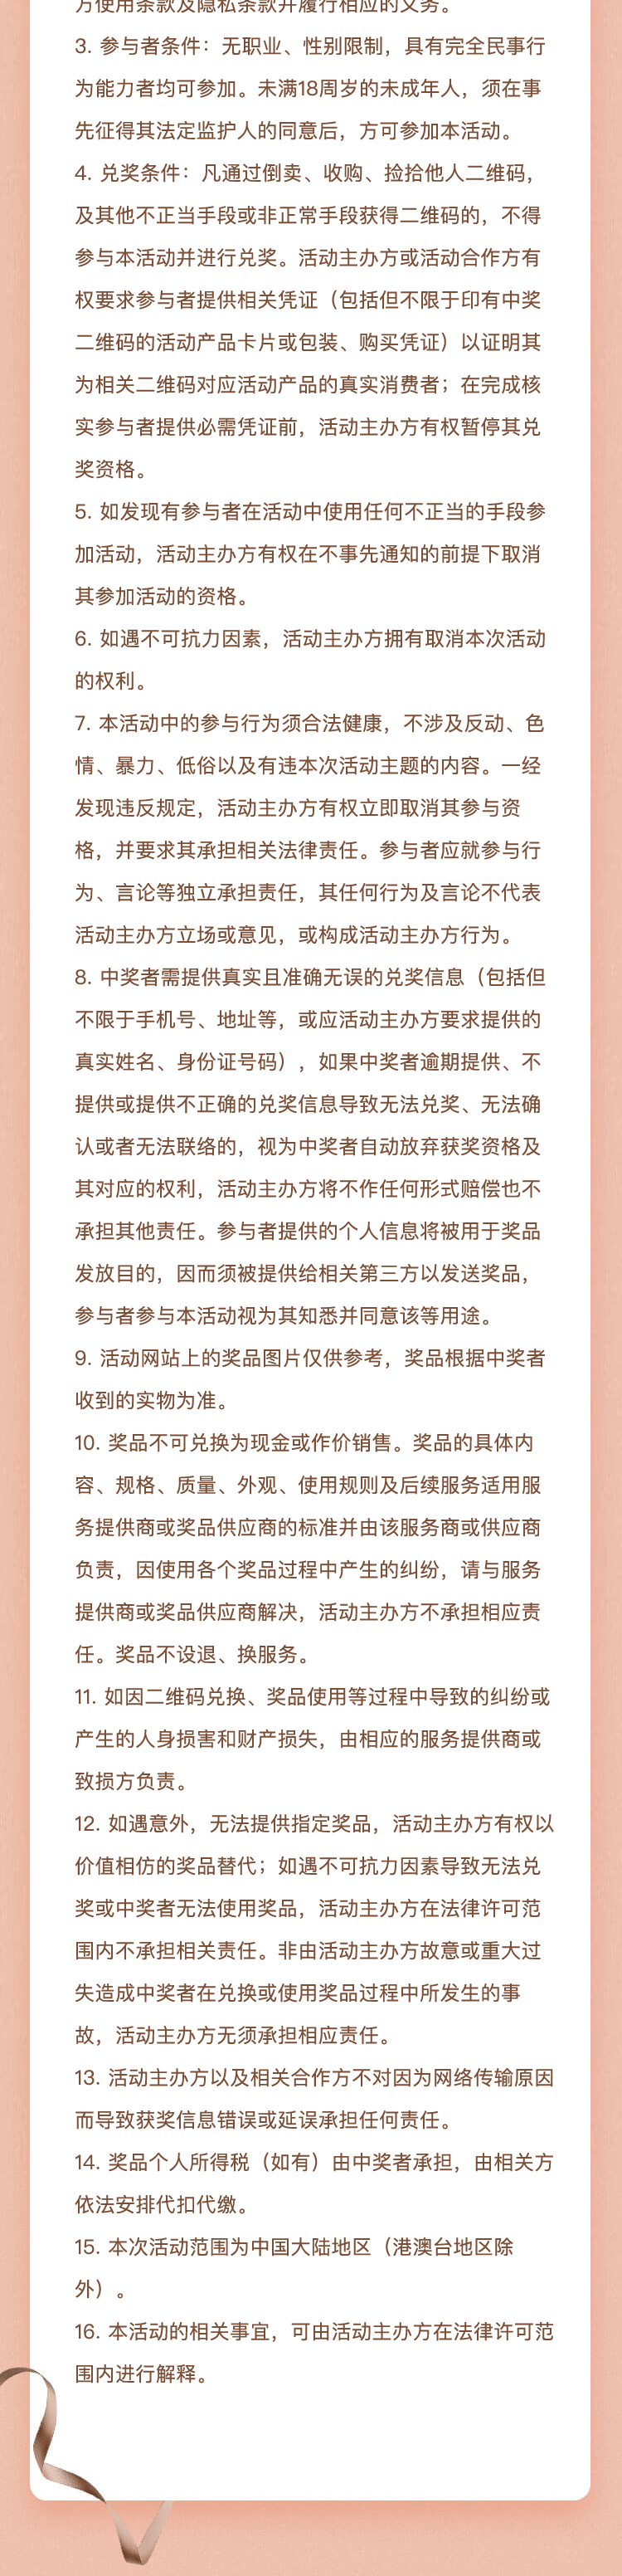 方使用条款及隐私条款并履行相应的义务。
3. 参与者条件：无职业、性别限制，具有完全民事行
为能力者均可参加。未满18周岁的未成年人，须在事
先征得其法定监护人的同意后，方可参加本活动。
4. 兑奖条件：凡通过倒卖、收购、捡拾他人二维码，
及其他不正当手段或非正常手段获得二维码的，不得
参与本活动并进行兑奖。活动主办方或活动合作方有
权要求参与者提供相关凭证（包括但不限于印有中奖
二维码的活动产品卡片或包装、购买凭证）以证明其
为相关二维码对应活动产品的真实消费者；在完成核
实参与者提供必需凭证前，活动主办方有权暂停其兑
奖资格。
5. 如发现有参与者在活动中使用任何不正当的手段参
加活动，活动主办方有权在不事先通知的前提下取消
其参加活动的资格。
6. 如遇不可抗力因素，活动主办方拥有取消本次活动
的权利。
7. 本活动中的参与行为须合法健康，不涉及反动、色
情、暴力、低俗以及有违本次活动主题的内容。一经
发现违反规定，活动主办方有权立即取消其参与资
格，并要求其承担相关法律责任。参与者应就参与行
为、言论等独立承担责任，其任何行为及言论不代表
活动主办方立场或意见，或构成活动主办方行为。
8. 中奖者需提供真实且准确无误的兑奖信息（包括但
不限于手机号、地址等，或应活动主办方要求提供的
真实姓名、身份证号码），如果中奖者逾期提供、不
提供或提供不正确的兑奖信息导致无法兑奖、无法确
认或者无法联络的，视为中奖者自动放弃获奖资格及
其对应的权利，活动主办方将不作任何形式赔偿也不
承担其他责任。参与者提供的个人信息将被用于奖品
发放目的，因而须被提供给相关第三方以发送奖品，
参与者参与本活动视为其知悉并同意该等用途。
9. 活动网站上的奖品图片仅供参考，奖品根据中奖者
收到的实物为准。
10. 奖品不可兑换为现金或作价销售。奖品的具体内
容、规格、质量、外观、使用规则及后续服务适用服
务提供商或奖品供应商的标准并由该服务商或供应商
负责，因使用各个奖品过程中产生的纠纷，请与服务
提供商或奖品供应商解决，活动主办方不承担相应责
任。奖品不设退、换服务。
11. 如因二维码兑换、奖品使用等过程中导致的纠纷或
产生的人身损害和财产损失，由相应的服务提供商或
致损方负责。
12. 如遇意外，无法提供指定奖品，活动主办方有权以
价值相仿的奖品替代；如遇不可抗力因素导致无法兑
奖或中奖者无法使用奖品，活动主办方在法律许可范
围内不承担相关责任。非由活动主办方故意或重大过
失造成中奖者在兑换或使用奖品过程中所发生的事
故，活动主办方无须承担相应责任。
13. 活动主办方以及相关合作方不对因为网络传输原因
而导致获奖信息错误或延误承担任何责任。
14. 奖品个人所得税（如有）由中奖者承担，由相关方
依法安排代扣代缴。
15. 本次活动范围为中国大陆地区（港澳台地区除
外）。
16. 本活动的相关事宜，可由活动主办方在法律许可范
围内进行解释。